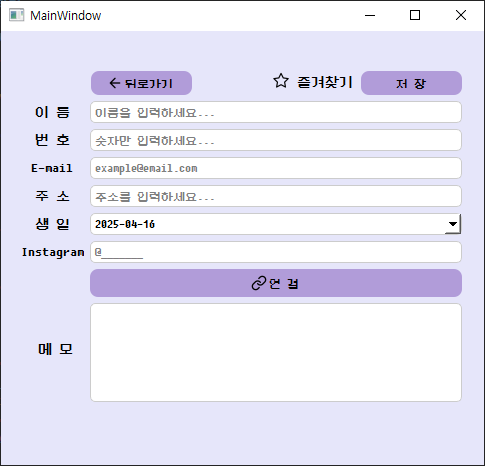 MainWindow
뒤로가기 즐겨찾기 저 장
이 름 이름을 입력하세요...
번 호 숫자만 입력하세요...
E-mail example@email.com
주 소 주소를 입력하세요...
생 일 2025-04-16
Instagram @_______
연 결
메 모